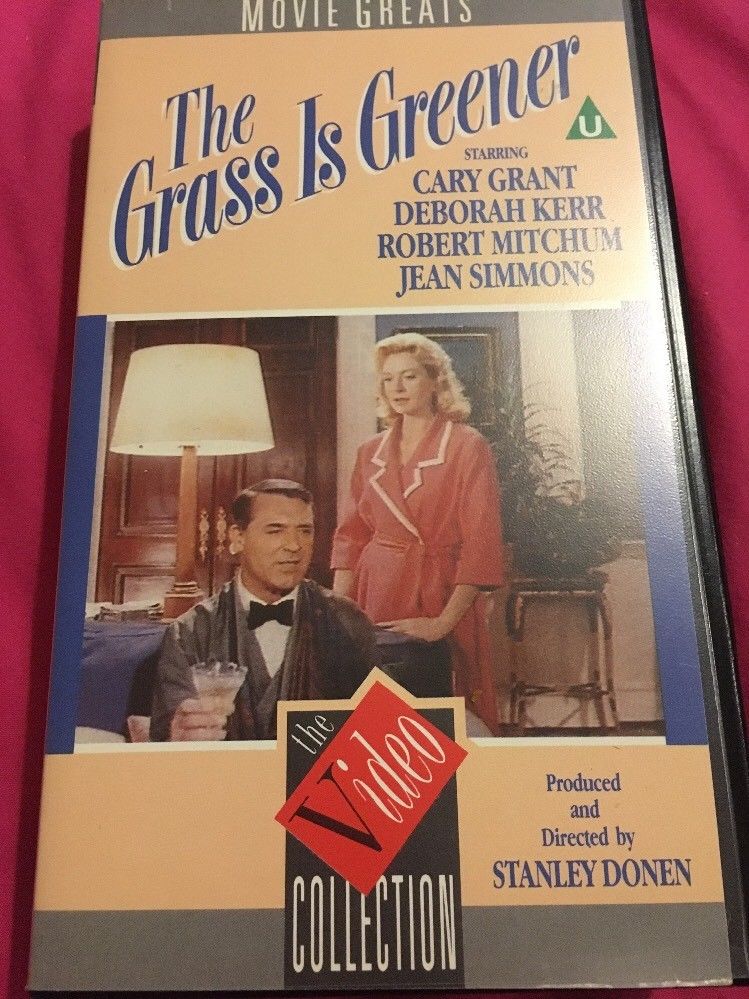 MOVIE GREATS
The
Grass Is Greener
U
STARRING
CARY GRANT
DEBORAH KERR
ROBERT MITCHUM
JEAN SIMMONS
the
Video
COLLECTION
Produced
and
Directed by
STANLEY DONEN